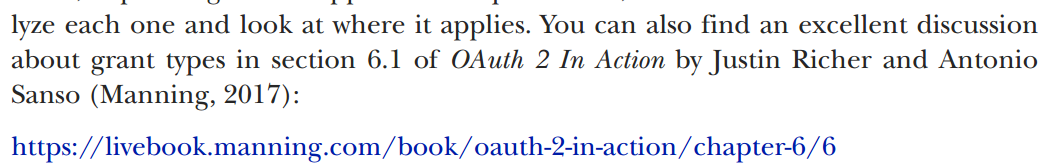 lyze each one and look at where it applies. You can also find an excellent discussion
about grant types in section 6.1 of OAuth 2 In Action by Justin Richer and Antonio
Sanso (Manning, 2017):
https://livebook.manning.com/book/oauth-2-in-action/chapter-6/6